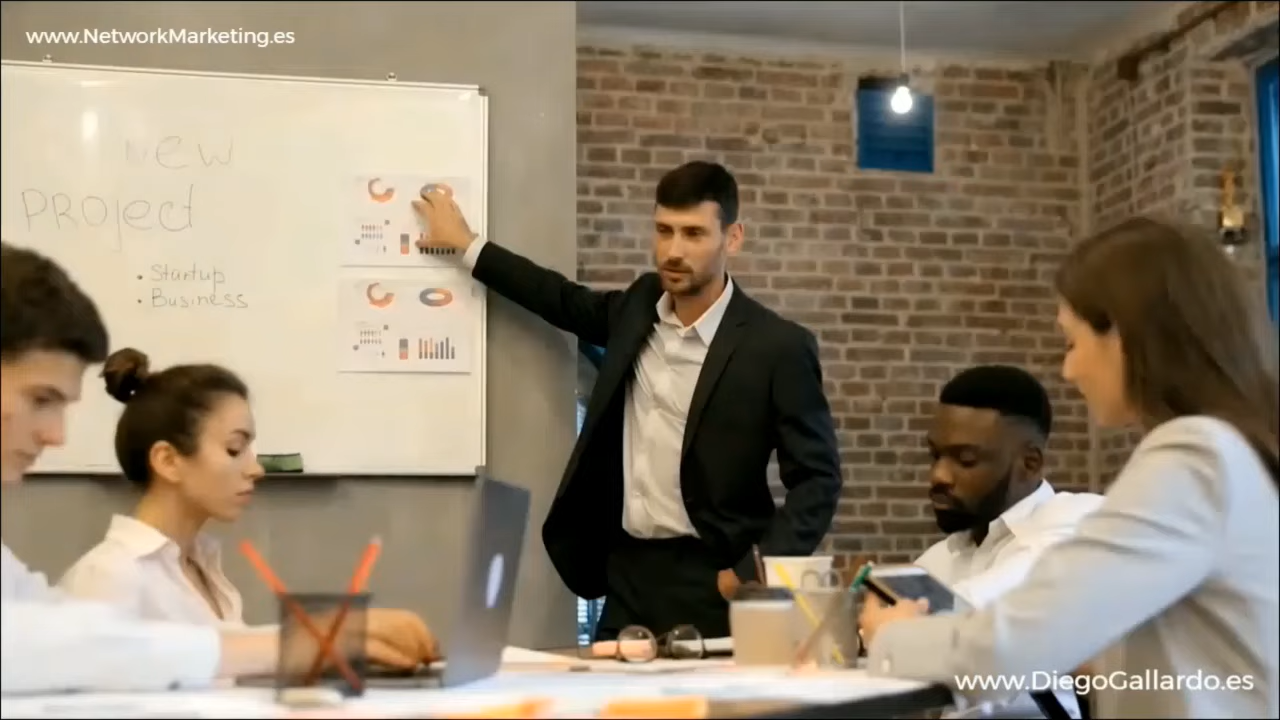 www.NetworkMarketing.es
New
PROject
• Startup
• Business
www.DiegoGallardo.es